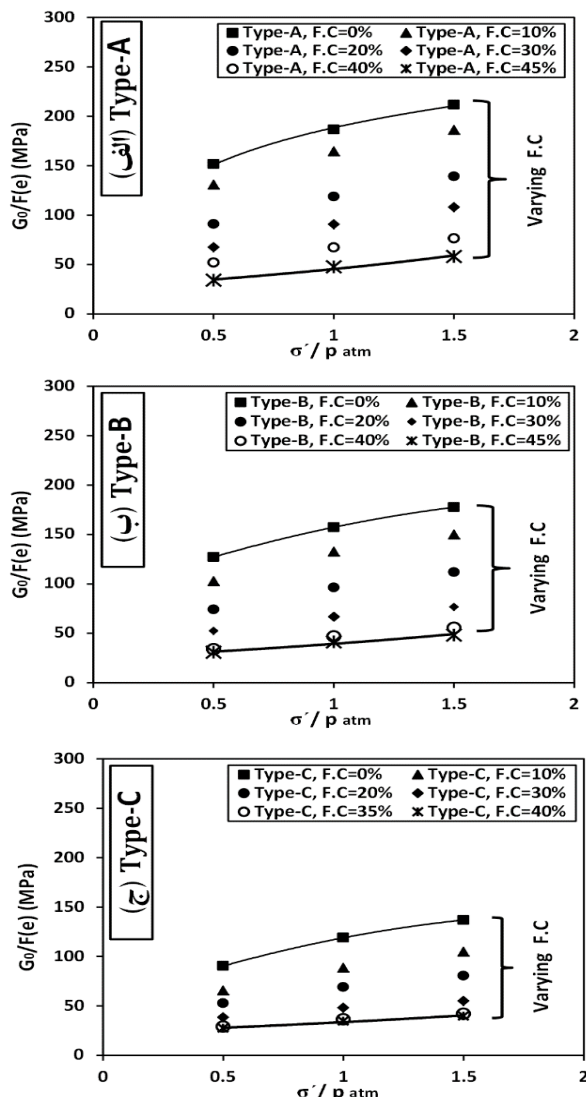 Type-A, F.C=0% Type-A, F.C=10%
Type-A, F.C=20% Type-A, F.C=30%
Type-A, F.C=40% Type-A, F.C=45%
(الف) Type-A
G0/F(e) (MPa)
300
250
200
150
100
50
0
0 0.5 1 1.5 2
σ´/ p atm
Varying F.C
Type-B, F.C=0% Type-B, F.C=10%
Type-B, F.C=20% Type-B, F.C=30%
Type-B, F.C=40% Type-B, F.C=45%
(ب) Type-B
G0/F(e) (MPa)
300
250
200
150
100
50
0
0 0.5 1 1.5 2
σ´/ p atm
Varying F.C
Type-C, F.C=0% Type-C, F.C=10%
Type-C, F.C=20% Type-C, F.C=30%
Type-C, F.C=35% Type-C, F.C=40%
(ج) Type-C
G0/F(e) (MPa)
300
250
200
150
100
50
0
0 0.5 1 1.5 2
σ´/ p atm
Varying F.C